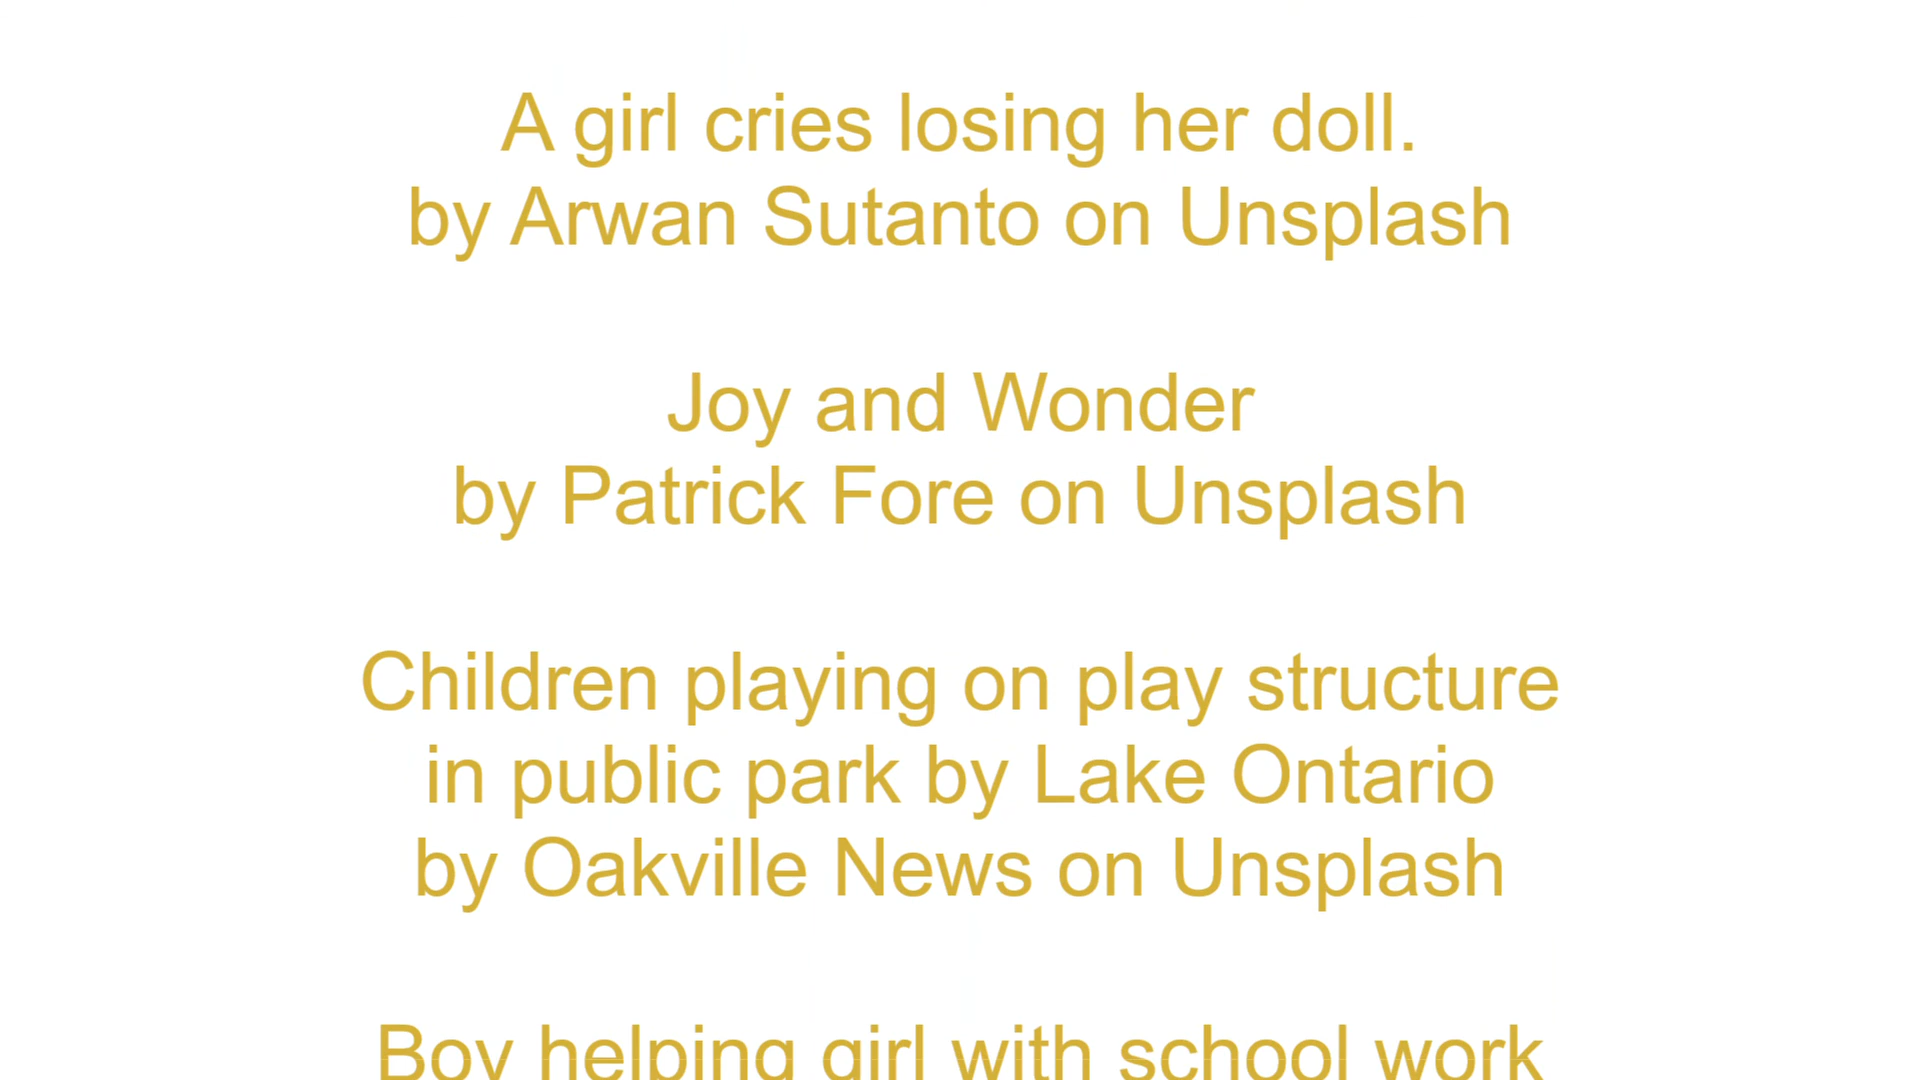 A girl cries losing her doll.
by Arwan Sutanto on Unsplash
Joy and Wonder
by Patrick Fore on Unsplash
Children playing on play structure
in public park by Lake Ontario
by Oakville News on Unsplash
Boy helping girl with school work